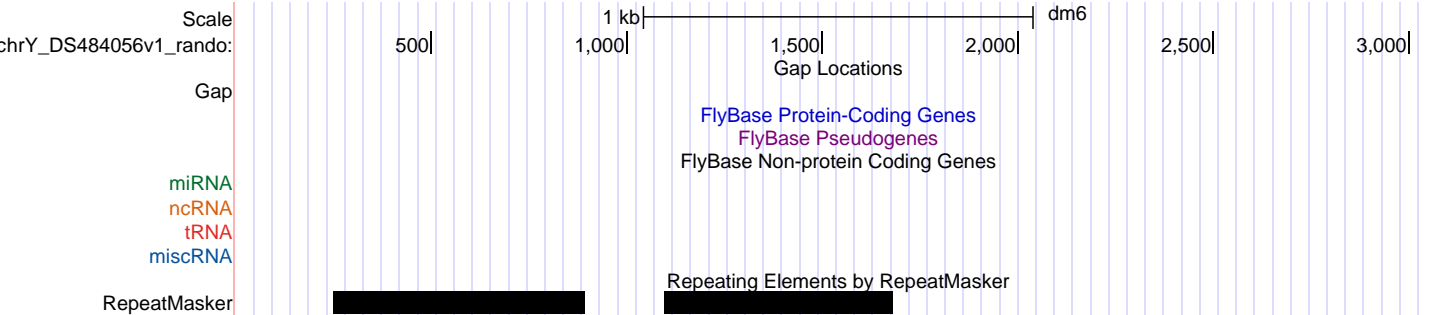 Scale 1 kb dm6
chrY_DS484056v1_rando: 500 1,000 1,500 2,000 2,500 3,000
Gap Locations
Gap
FlyBase Protein-Coding Genes
FlyBase Pseudogenes
FlyBase Non-protein Coding Genes
miRNA
ncRNA
tRNA
miscRNA
Repeating Elements by RepeatMasker
RepeatMasker